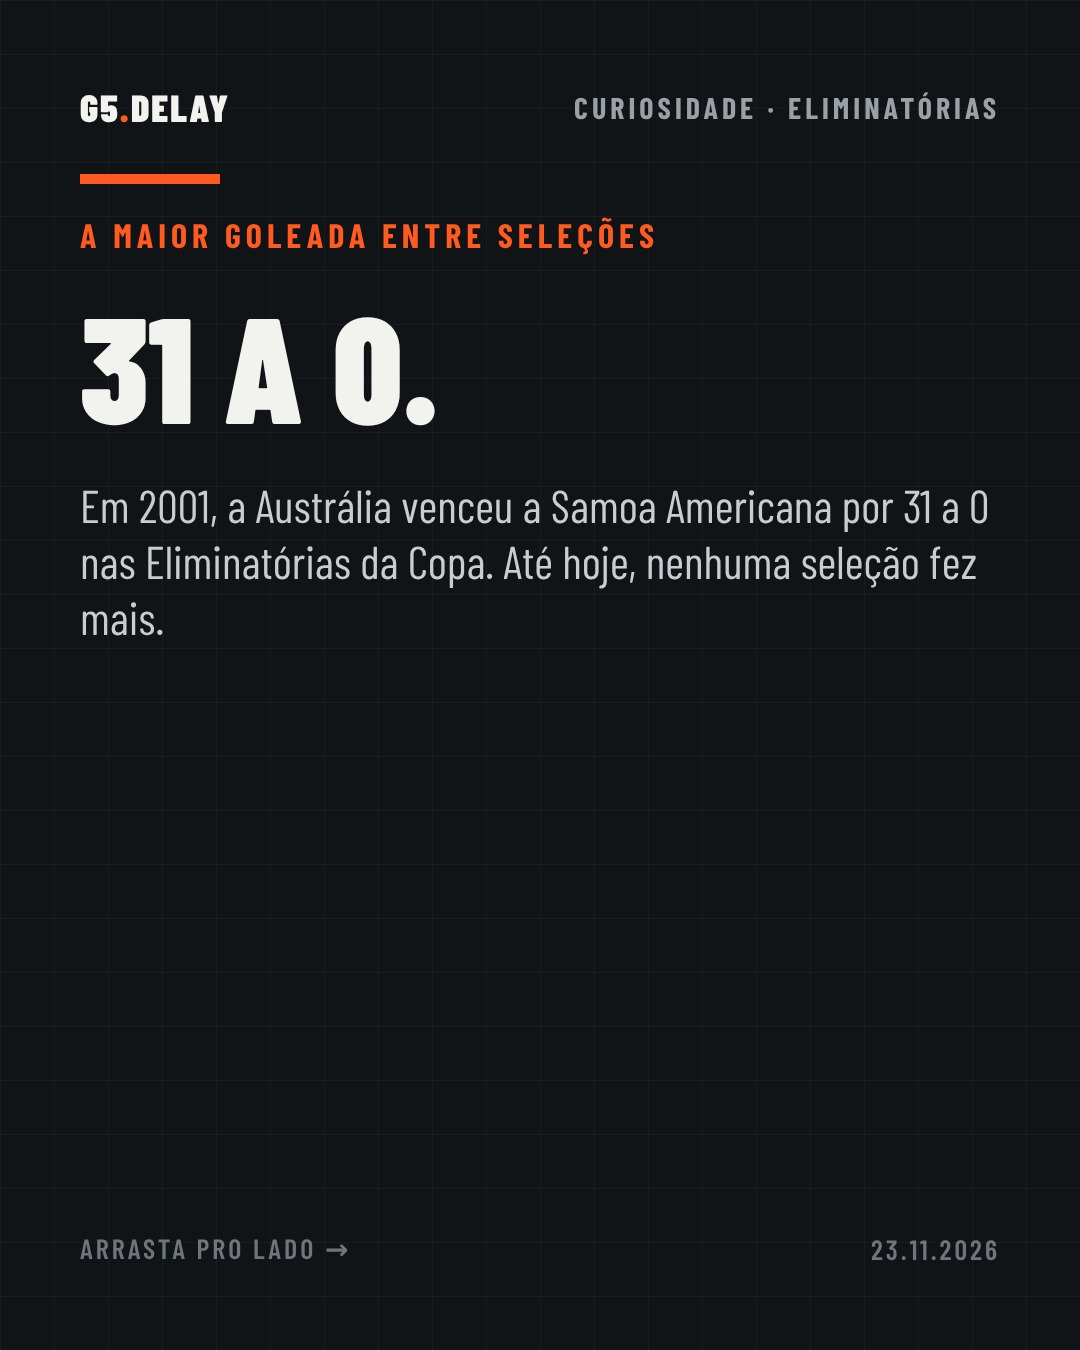 G5.DELAY
CURIOSIDADE · ELIMINATÓRIAS
A MAIOR GOLEADA ENTRE SELEÇÕES
31 A 0.
Em 2001, a Austrália venceu a Samoa Americana por 31 a 0
nas Eliminatórias da Copa. Até hoje, nenhuma seleção fez
mais.
ARRASTA PRO LADO →
23.11.2026